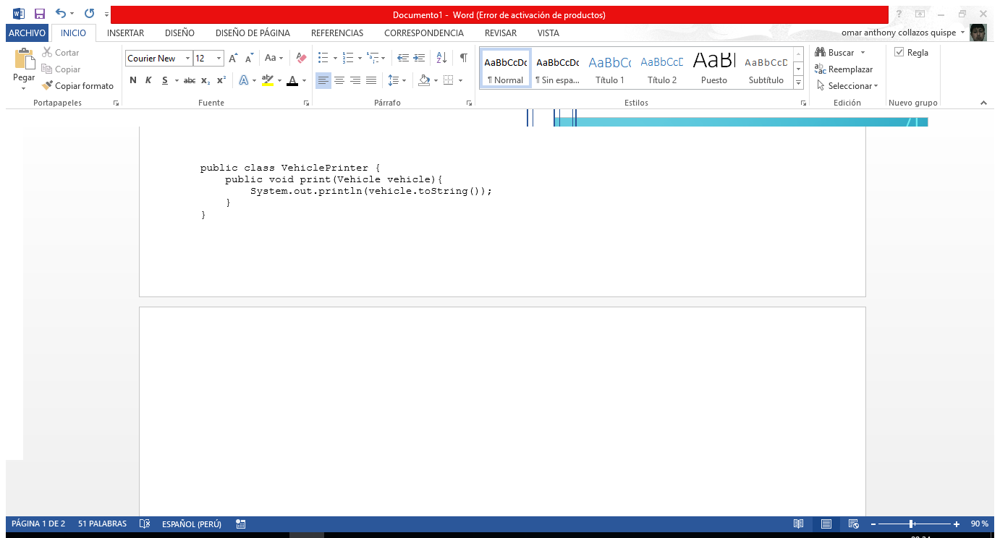 Documento1 - Word (Error de activación de productos)
?
ARCHIVO INICIO INSERTAR DISEÑO DISEÑO DE PÁGINA REFERENCIAS CORRESPONDENCIA REVISAR VISTA
omar anthony collazos quispe
Pegar
Cortar
Copiar
Copiar formato
Portapapeles
Courier New 12
N K S abc x₂ x²
Fuente
Párrafo
AaBbCcDc AaBbCcDc AaBbCc AaBbCcD AaB AaBbCcD
¶ Normal ¶ Sin espa... Título 1 Título 2 Puesto Subtítulo
Estilos
Buscar
Reemplazar
Seleccionar
Edición
Regla
Nuevo grupo
public class VehiclePrinter {
public void print(Vehicle vehicle){
System.out.println(vehicle.toString());
}
}
PÁGINA 1 DE 2 51 PALABRAS ESPAÑOL (PERÚ) 90 %